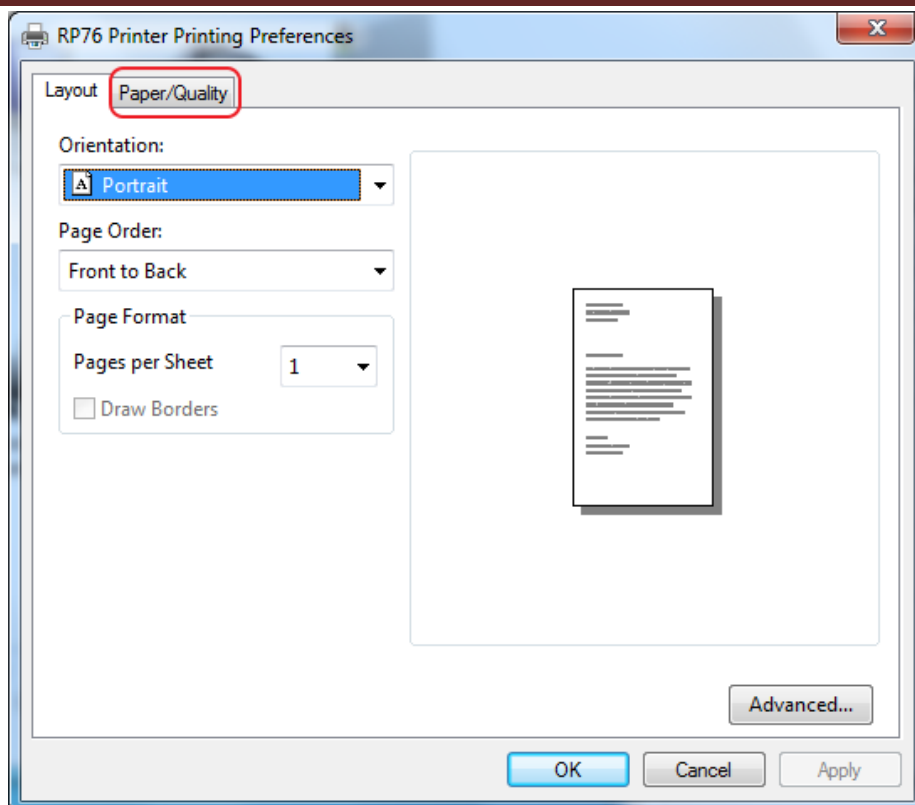 RP76 Printer Printing Preferences
X
Layout Paper/Quality
Orientation:
A Portrait
Page Order:
Front to Back
Page Format
Pages per Sheet 1
Draw Borders
Advanced...
OK Cancel Apply